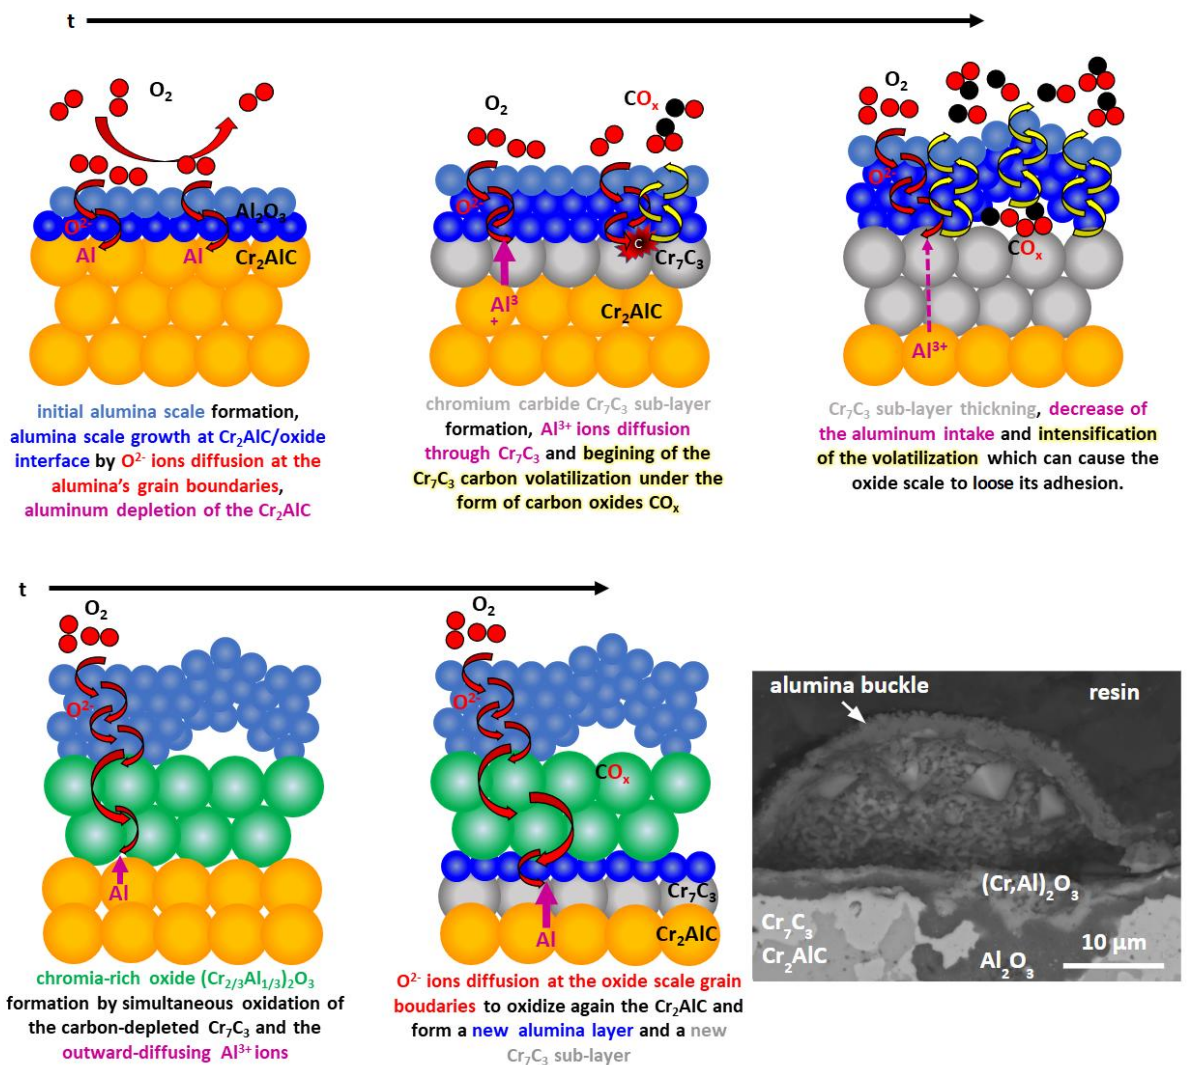 t
O2
O2-
Al2O3
Al
Al
Cr2AlC
initial alumina scale formation,
alumina scale growth at Cr2AlC/oxide
interface by O2- ions diffusion at the
alumina's grain boundaries,
aluminum depletion of the Cr2AlC
O2
COx
O2-
C
Cr7C3
Al3
+
Cr2AlC
chromium carbide Cr7C3 sub-layer
formation, Al3+ ions diffusion
through Cr7C3 and begining of the
Cr7C3 carbon volatilization under the
form of carbon oxides COx
O2
O2-
COx
Al3+
Cr7C3 sub-layer thickning, decrease of
the aluminum intake and intensification
of the volatilization which can cause the
oxide scale to loose its adhesion.
t
O2
O2-
Al
chromia-rich oxide (Cr2/3Al1/3)2O3
formation by simultaneous oxidation of
the carbon-depleted Cr7C3 and the
outward-diffusing Al3+ ions
O2
O2-
COx
Cr7C3
Al
Cr2AlC
O2- ions diffusion at the oxide scale grain
boudaries to oxidize again the Cr2AlC and
form a new alumina layer and a new
Cr7C3 sub-layer
alumina buckle
resin
(Cr,Al)2O3
Cr7C3
Cr2AlC
Al2O3
10 µm